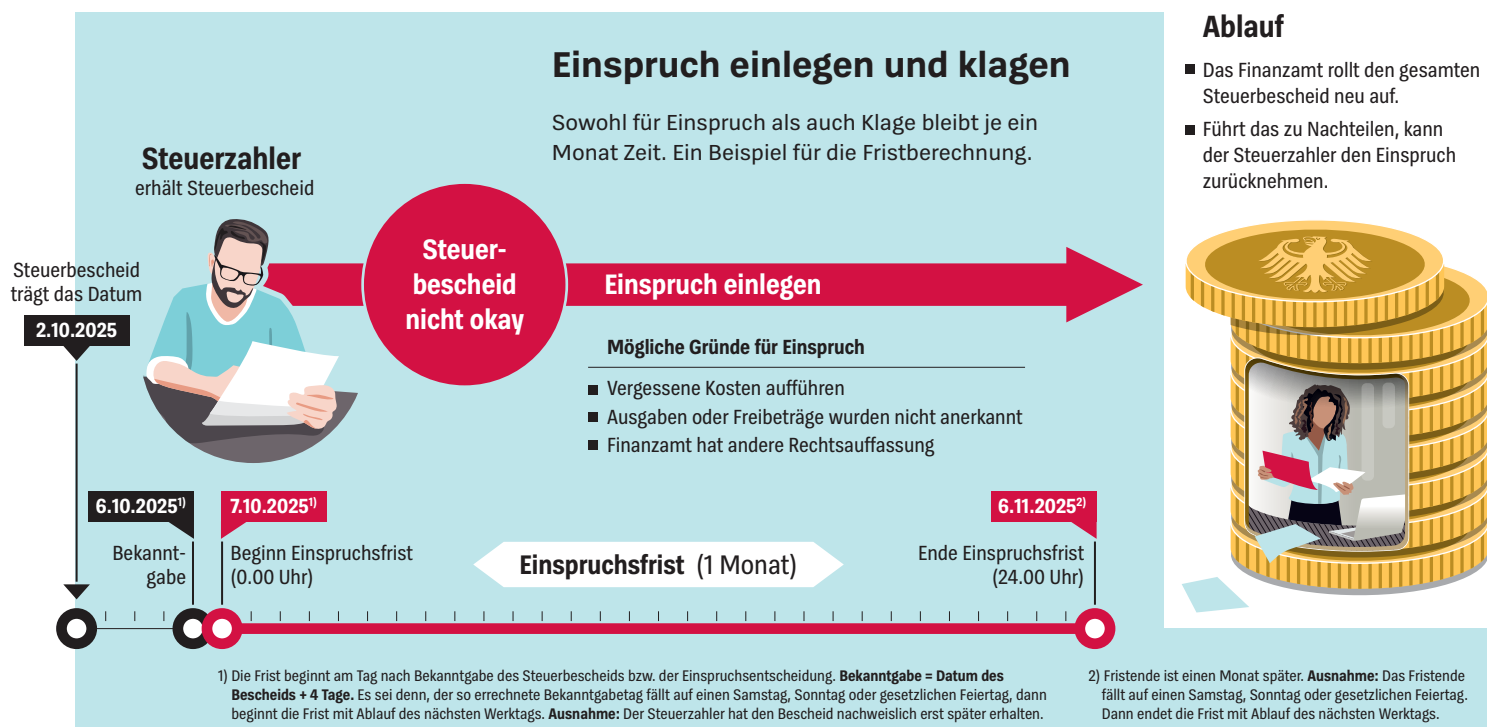 Einspruch einlegen und klagen
Sowohl für Einspruch als auch Klage bleibt je ein
Monat Zeit. Ein Beispiel für die Fristberechnung.
Steuerzahler
erhält Steuerbescheid
Steuerbescheid
trägt das Datum
2.10.2025
Steuer-
bescheid
nicht okay
Einspruch einlegen
Mögliche Gründe für Einspruch
■ Vergessene Kosten aufführen
■ Ausgaben oder Freibeträge wurden nicht anerkannt
■ Finanzamt hat andere Rechtsauffassung
6.10.2025¹⁾
Bekannt-
gabe
7.10.2025¹⁾
Beginn Einspruchsfrist
(0.00 Uhr)
Einspruchsfrist (1 Monat)
6.11.2025²⁾
Ende Einspruchsfrist
(24.00 Uhr)
1) Die Frist beginnt am Tag nach Bekanntgabe des Steuerbescheids bzw. der Einspruchsentscheidung. Bekanntgabe = Datum des
Bescheids + 4 Tage. Es sei denn, der so errechnete Bekanntgabetag fällt auf einen Samstag, Sonntag oder gesetzlichen Feiertag, dann
beginnt die Frist mit Ablauf des nächsten Werktags. Ausnahme: Der Steuerzahler hat den Bescheid nachweislich erst später erhalten.
2) Fristende ist einen Monat später. Ausnahme: Das Fristende
fällt auf einen Samstag, Sonntag oder gesetzlichen Feiertag.
Dann endet die Frist mit Ablauf des nächsten Werktags.
Ablauf
■ Das Finanzamt rollt den gesamten
Steuerbescheid neu auf.
■ Führt das zu Nachteilen, kann
der Steuerzahler den Einspruch
zurücknehmen.